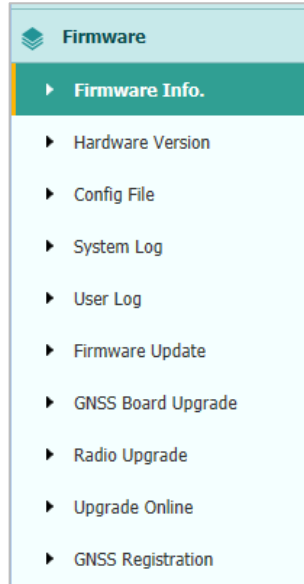 Firmware
Firmware Info.
Hardware Version
Config File
System Log
User Log
Firmware Update
GNSS Board Upgrade
Radio Upgrade
Upgrade Online
GNSS Registration